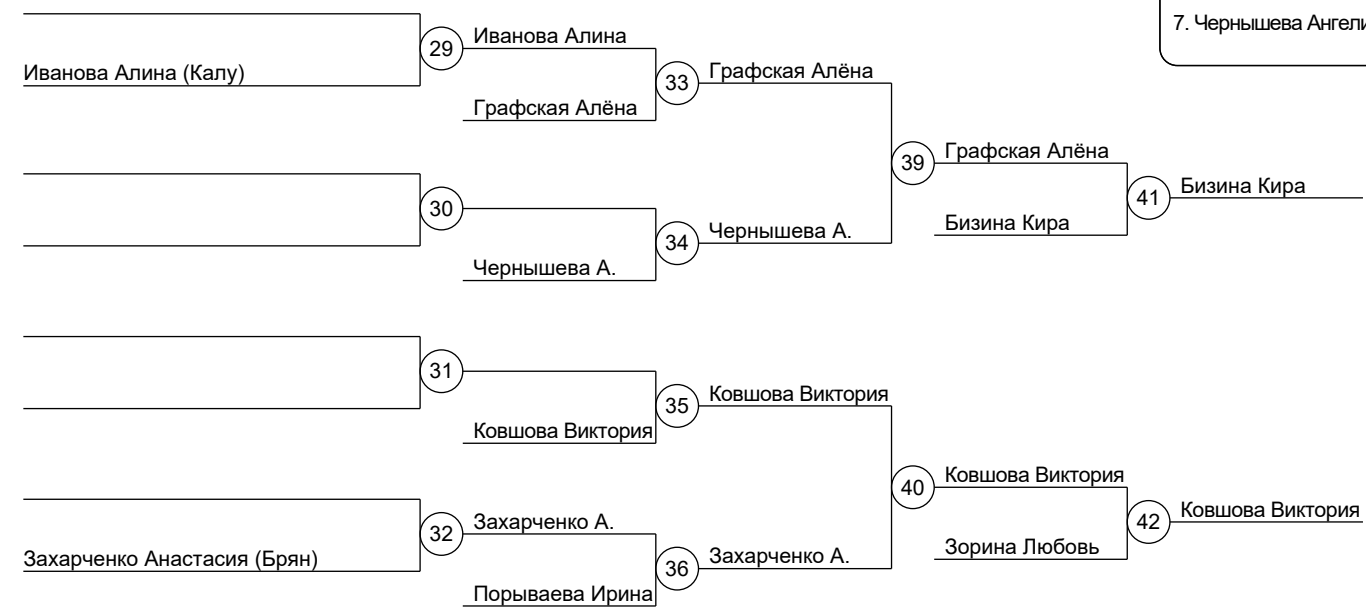 7. Чернышева Ангели
Иванова Алина (Калу)
29
Иванова Алина
Графская Алёна
33
Графская Алёна
30
Чернышева А.
34
Чернышева А.
39
Графская Алёна
Бизина Кира
41
Бизина Кира
31
Ковшова Виктория
35
Ковшова Виктория
Захарченко Анастасия (Брян)
32
Захарченко А.
Порываева Ирина
36
Захарченко А.
40
Ковшова Виктория
Зорина Любовь
42
Ковшова Виктория